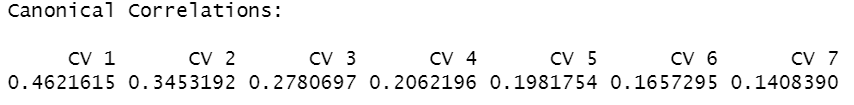 Canonical Correlations:
CV 1 CV 2 CV 3 CV 4 CV 5 CV 6 CV 7
0.4621615 0.3453192 0.2780697 0.2062196 0.1981754 0.1657295 0.1408390